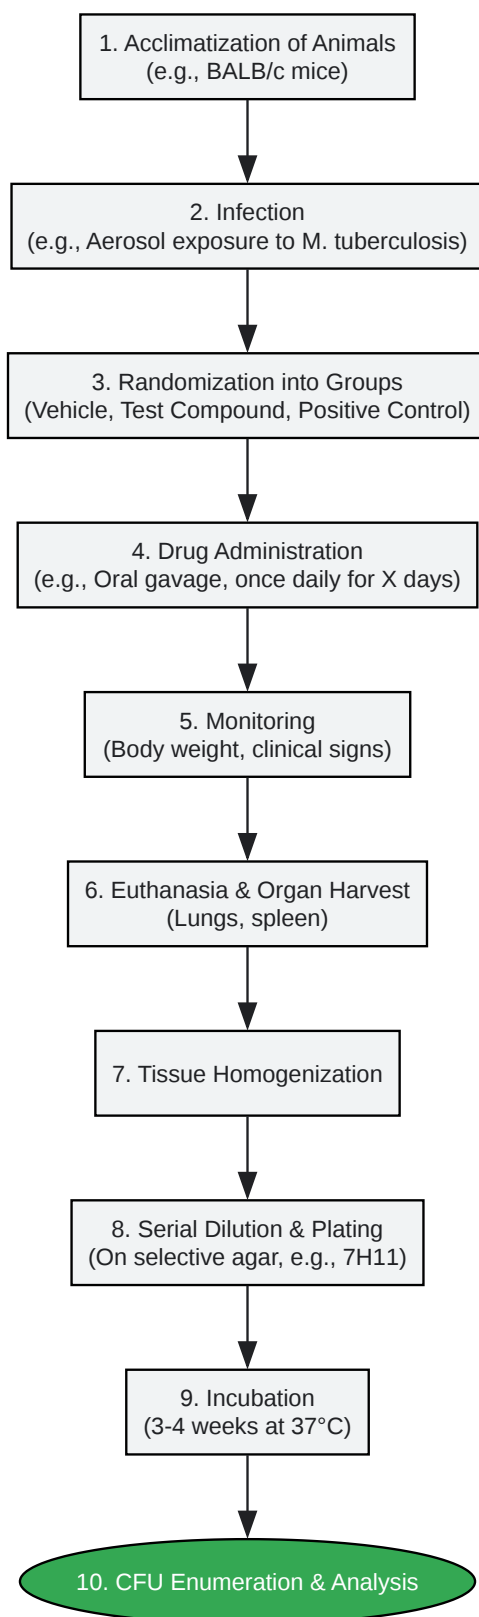 1. Acclimatization of Animals
(e.g., BALB/c mice)
2. Infection
(e.g., Aerosol exposure to M. tuberculosis)
3. Randomization into Groups
(Vehicle, Test Compound, Positive Control)
4. Drug Administration
(e.g., Oral gavage, once daily for X days)
5. Monitoring
(Body weight, clinical signs)
6. Euthanasia & Organ Harvest
(Lungs, spleen)
7. Tissue Homogenization
8. Serial Dilution & Plating
(On selective agar, e.g., 7H11)
9. Incubation
(3-4 weeks at 37°C)
10. CFU Enumeration & Analysis